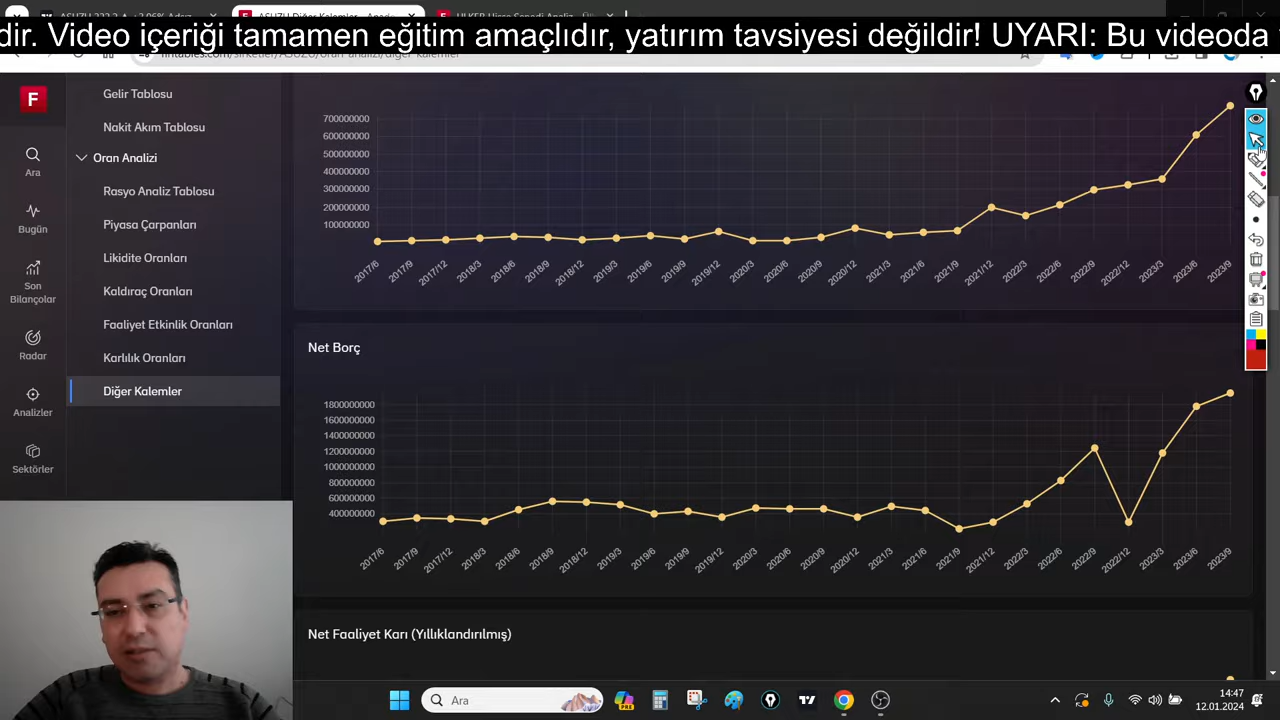 dir. Video içeriği tamamen eğitim amaçlıdır, yatırım tavsiyesi değildir! UYARI: Bu videoda
F
Ara
Bugün
Son
Bilançolar
Radar
Analizler
Sektörler
Gelir Tablosu
Nakit Akım Tablosu
Oran Analizi
Rasyo Analiz Tablosu
Piyasa Çarpanları
Likidite Oranları
Kaldıraç Oranları
Faaliyet Etkinlik Oranları
Karlılık Oranları
Diğer Kalemler
700000000
600000000
500000000
400000000
300000000
200000000
100000000
2017/6 2017/9 2017/12 2018/3 2018/6 2018/9 2018/12 2019/3 2019/6 2019/9 2019/12 2020/3 2020/6 2020/9 2020/12 2021/3 2021/6 2021/9 2021/12 2022/3 2022/6 2022/9 2022/12 2023/3 2023/6 2023/9
Net Borç
1800000000
1600000000
1400000000
1200000000
1000000000
800000000
600000000
400000000
2017/6 2017/9 2017/12 2018/3 2018/6 2018/9 2018/12 2019/3 2019/6 2019/9 2019/12 2020/3 2020/6 2020/9 2020/12 2021/3 2021/6 2021/9 2021/12 2022/3 2022/6 2022/9 2022/12 2023/3 2023/6 2023/9
Net Faaliyet Karı (Yıllıklandırılmış)
Ara
PRE
14:47
12.01.2024